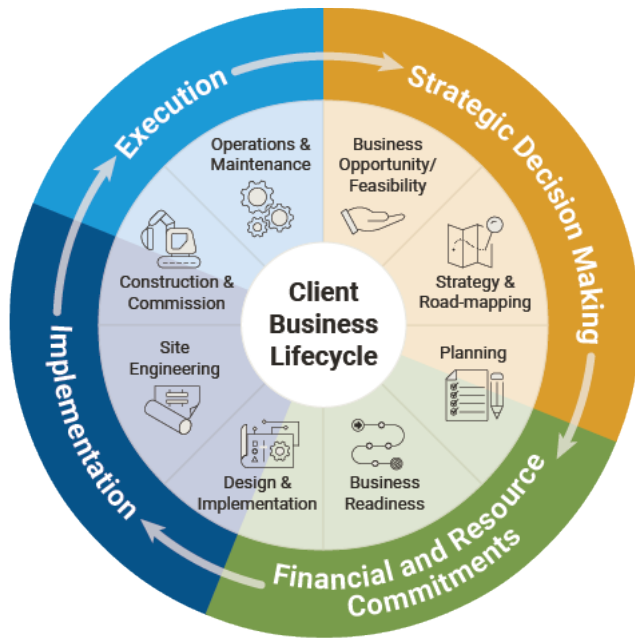 Client
Business
Lifecycle
Strategic Decision Making
Financial and Resource
Commitments
Implementation
Execution
Business
Opportunity/
Feasibility
Strategy &
Road-mapping
Planning
Business
Readiness
Design &
Implementation
Site
Engineering
Construction &
Commission
Operations &
Maintenance